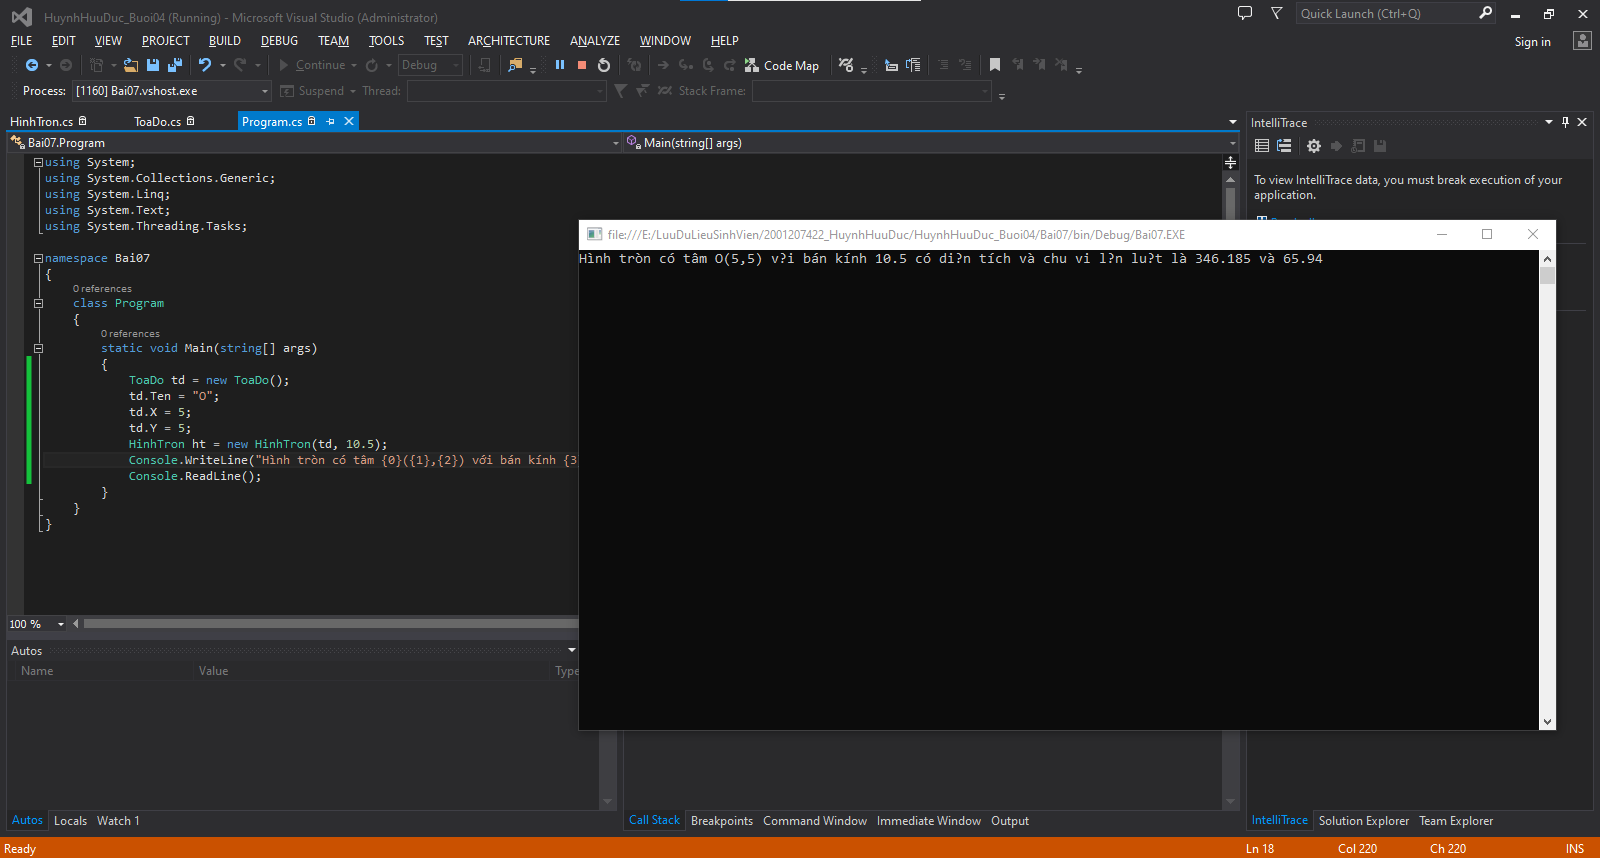 HuynhHuuDuc_Buoi04 (Running) - Microsoft Visual Studio (Administrator)
Quick Launch (Ctrl+Q)
FILE EDIT VIEW PROJECT BUILD DEBUG TEAM TOOLS TEST ARCHITECTURE ANALYZE WINDOW HELP
Sign in
Continue Debug Code Map
Process: [1160] Bai07.vshost.exe Suspend Thread: Stack Frame:
HinhTron.cs ToaDo.cs Program.cs
Bai07.Program Main(string[] args)
using System;
using System.Collections.Generic;
using System.Linq;
using System.Text;
using System.Threading.Tasks;
namespace Bai07
{
0 references
class Program
{
0 references
static void Main(string[] args)
{
ToaDo td = new ToaDo();
td.Ten = "O";
td.X = 5;
td.Y = 5;
HinhTron ht = new HinhTron(td, 10.5);
Console.WriteLine("Hình tròn có tâm {0}({1},{2}) với bán kính {3
Console.ReadLine();
}
}
}
100 %
IntelliTrace
To view IntelliTrace data, you must break execution of your
application.
file:///E:/LuuDuLieuSinhVien/2001207422_HuynhHuuDuc/HuynhHuuDuc_Buoi04/Bai07/bin/Debug/Bai07.EXE
Hình tròn có tâm O(5,5) v?i bán kính 10.5 có di?n tích và chu vi l?n lu?t là 346.185 và 65.94
Autos
Name Value Type
Autos Locals Watch 1
Call Stack Breakpoints Command Window Immediate Window Output
IntelliTrace Solution Explorer Team Explorer
Ready
Ln 18 Col 220 Ch 220 INS